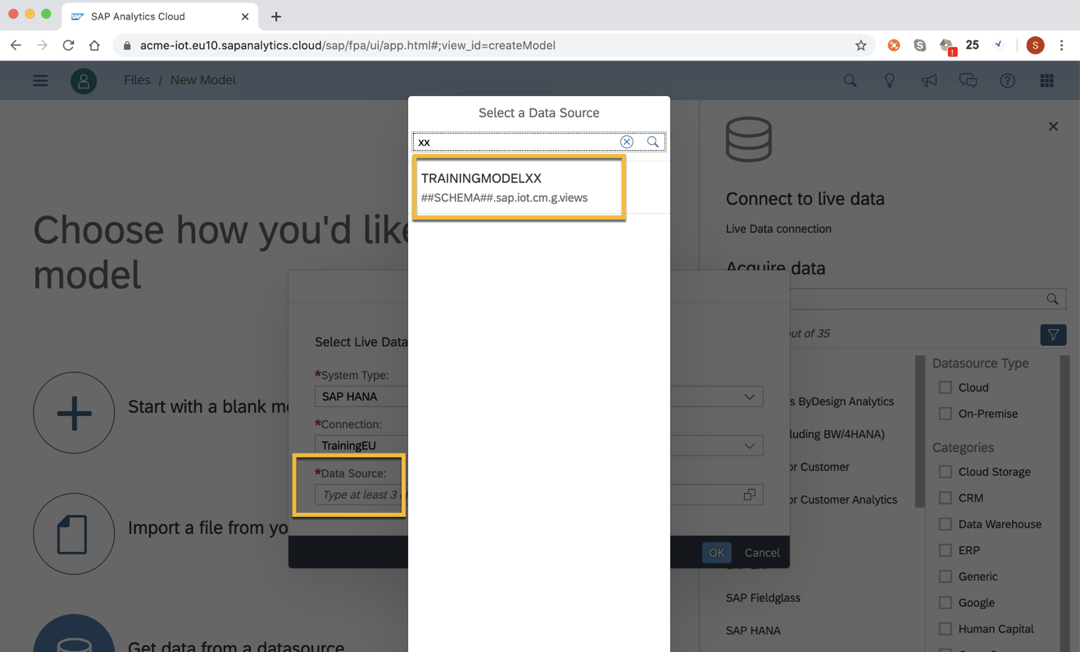 SAP Analytics Cloud
acme-iot.eu10.sapanalytics.cloud/sap/fpa/ui/app.html#;view_id=createModel
25
S
Files / New Model
Select a Data Source
xx
TRAININGMODELXX
##SCHEMA##.sap.iot.cm.g.views
Choose how you'd like
model
Start with a blank
Import a file from
Get data from a datasource
Select Live Data
*System Type:
SAP HANA
*Connection:
TrainingEU
*Data Source:
Type at least 3
OK
Cancel
Connect to live data
Live Data connection
Acquire data
out of 35
ByDesign Analytics
BW/4HANA)
Customer
Customer Analytics
SAP Fieldglass
SAP HANA
Datasource Type
Cloud
On-Premise
Categories
Cloud Storage
CRM
Data Warehouse
ERP
Generic
Google
Human Capital